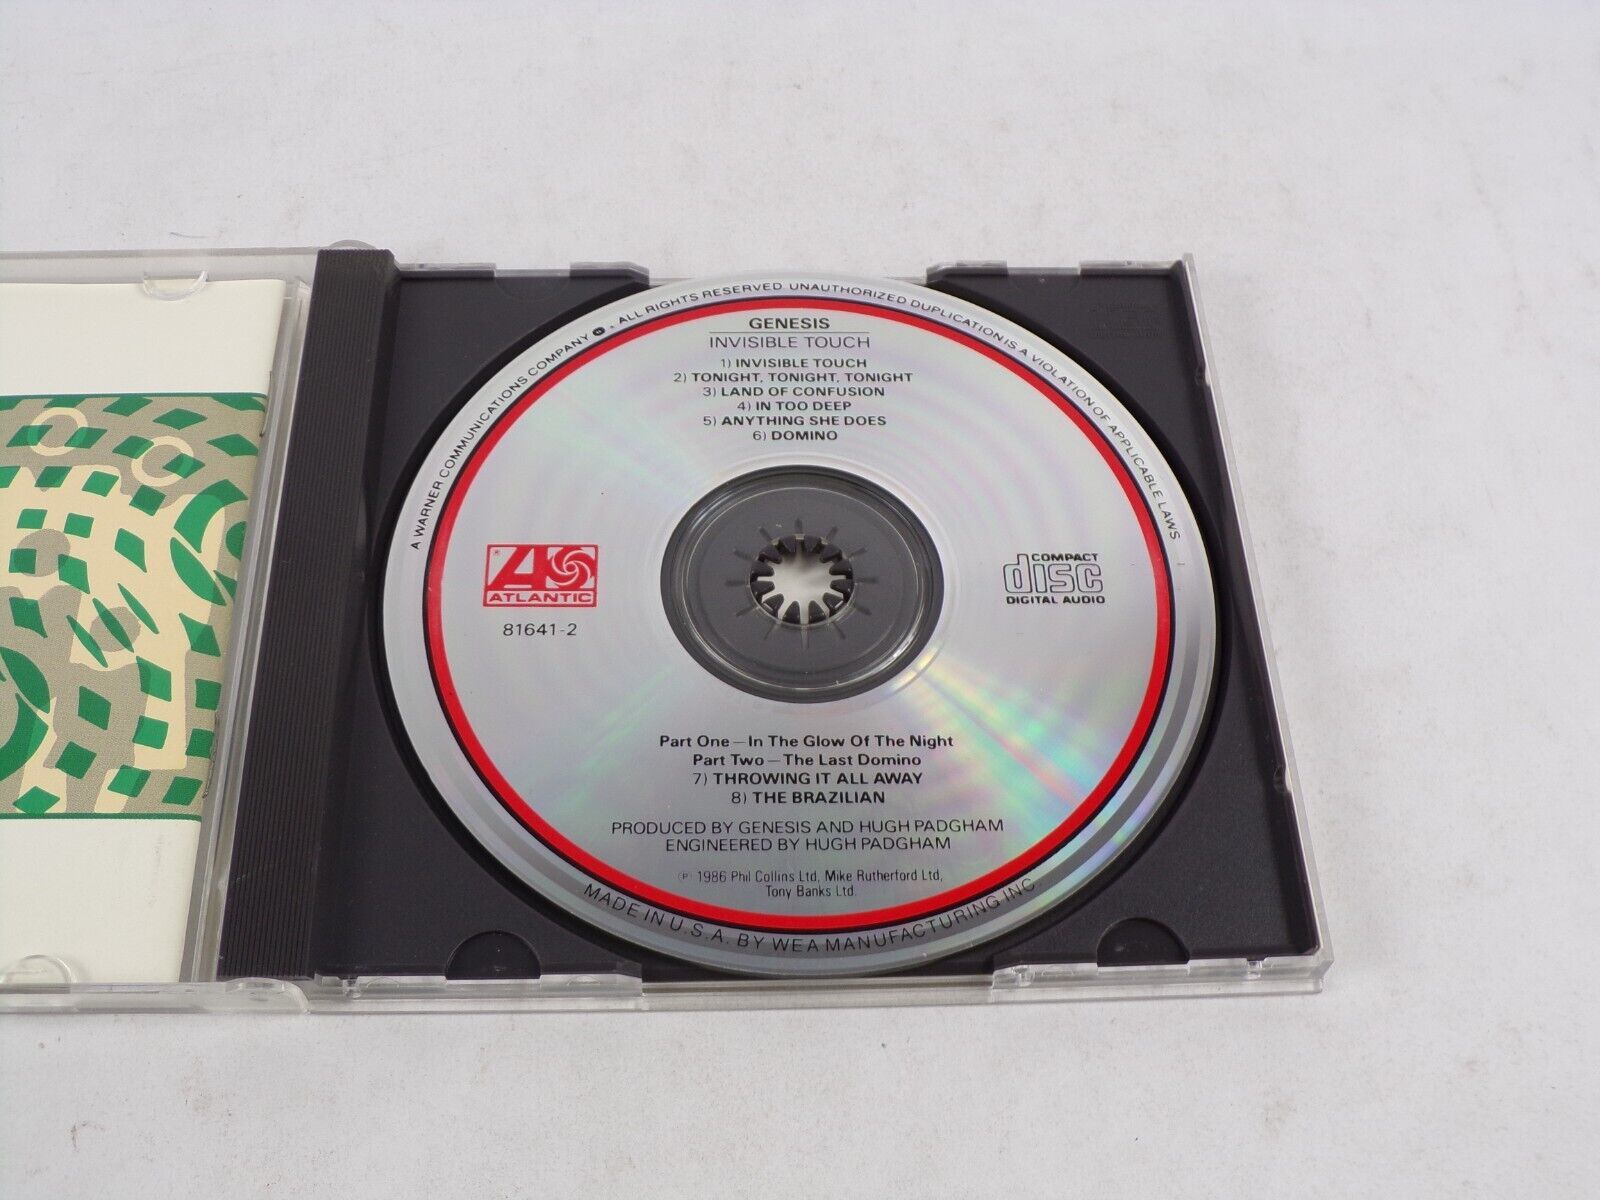 A WARNER COMMUNICATIONS COMPANY ALL RIGHTS RESERVED. UNAUTHORIZED DUPLICATION IS A VIOLATION OF APPLICABLE LAWS
GENESIS
INVISIBLE TOUCH
1) INVISIBLE TOUCH
2) TONIGHT, TONIGHT, TONIGHT
3) LAND OF CONFUSION
4) IN TOO DEEP
5) ANYTHING SHE DOES
6) DOMINO
ATLANTIC
81641-2
COMPACT
disc
DIGITAL AUDIO
Part One—In The Glow Of The Night
Part Two—The Last Domino
7) THROWING IT ALL AWAY
8) THE BRAZILIAN
PRODUCED BY GENESIS AND HUGH PADGHAM
ENGINEERED BY HUGH PADGHAM
℗ 1986 Phil Collins Ltd, Mike Rutherford Ltd,
Tony Banks Ltd.
MADE IN U.S.A. BY WEA MANUFACTURING INC.